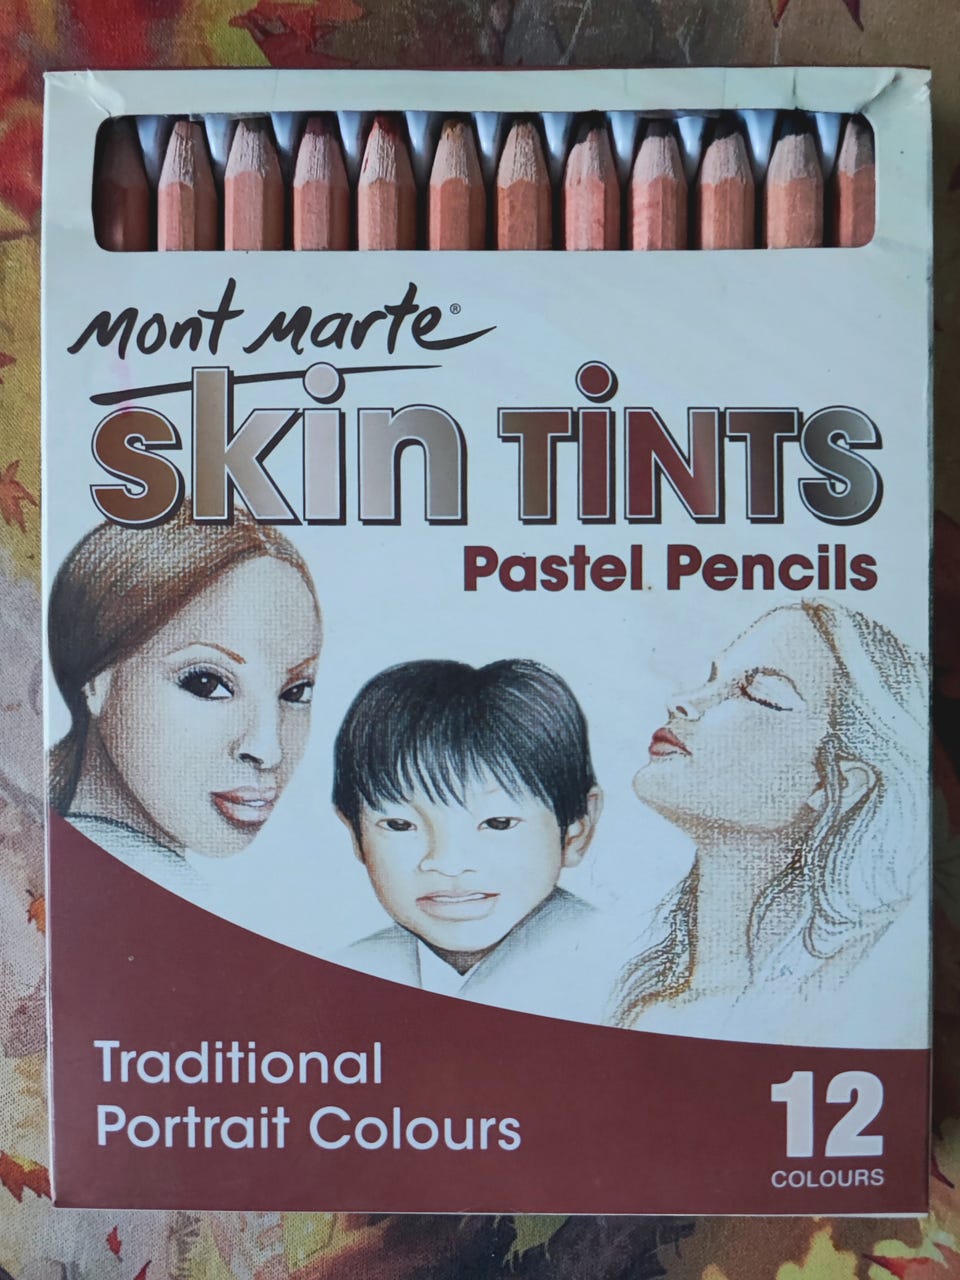 Mont Marte®
skin TiNTS
Pastel Pencils
Traditional
Portrait Colours
12
COLOURS